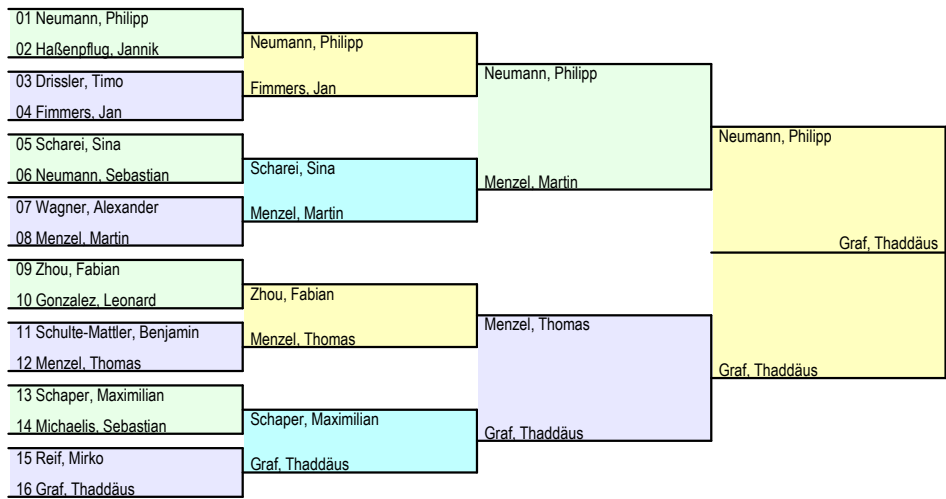 01 Neumann, Philipp
02 Haßenpflug, Jannik
03 Drissler, Timo
04 Fimmers, Jan
05 Scharei, Sina
06 Neumann, Sebastian
07 Wagner, Alexander
08 Menzel, Martin
09 Zhou, Fabian
10 Gonzalez, Leonard
11 Schulte-Mattler, Benjamin
12 Menzel, Thomas
13 Schaper, Maximilian
14 Michaelis, Sebastian
15 Reif, Mirko
16 Graf, Thaddäus
Neumann, Philipp
Fimmers, Jan
Scharei, Sina
Menzel, Martin
Zhou, Fabian
Menzel, Thomas
Schaper, Maximilian
Graf, Thaddäus
Neumann, Philipp
Menzel, Martin
Menzel, Thomas
Graf, Thaddäus
Neumann, Philipp
Graf, Thaddäus
Graf, Thaddäus